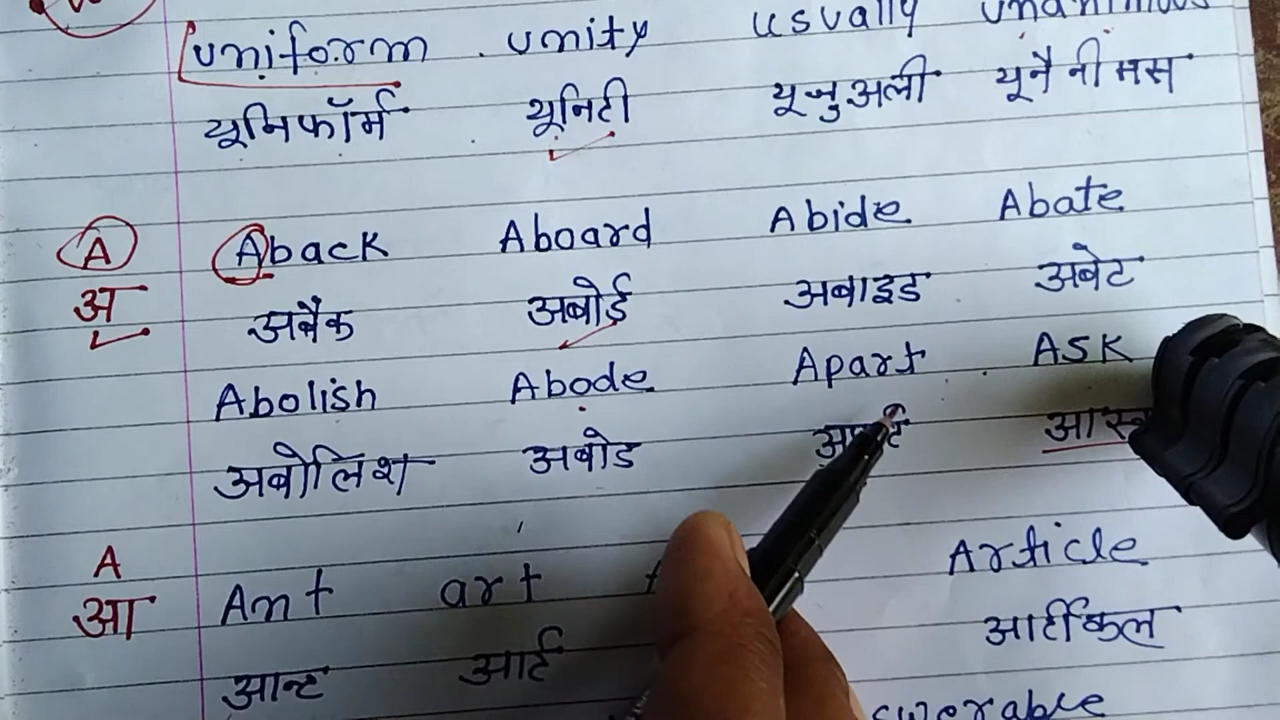 uniform unity usually
यूनिफॉर्म यूनिटी यूजुअली यूनैनीमस
A Aback Aboard Abide Abate
अ अबैक अबोर्ड अबाइड अबेट
Abolish Abode Apart ASK
अबोलिश अबोड
A Ant art Article
आ आन्ट आर्ट आर्टीकल